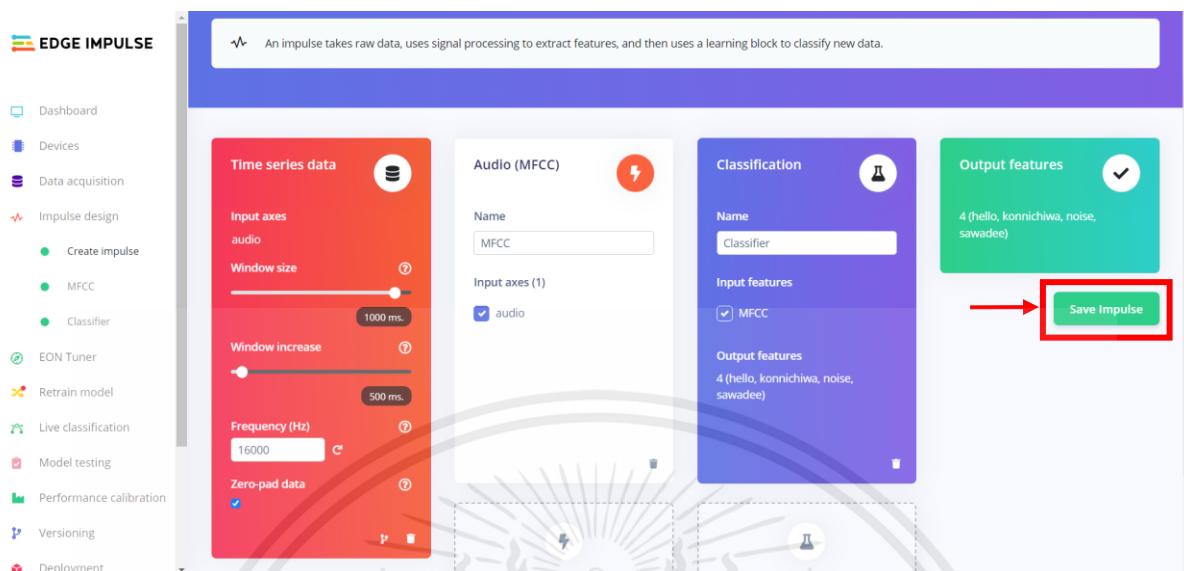 EDGE IMPULSE
Dashboard
Devices
Data acquisition
Impulse design
Create impulse
MFCC
Classifier
EON Tuner
Retrain model
Live classification
Model testing
Performance calibration
Versioning
Deployment
An impulse takes raw data, uses signal processing to extract features, and then uses a learning block to classify new data.
Time series data
Input axes
audio
Window size
1000 ms.
Window increase
500 ms.
Frequency (Hz)
16000
Zero-pad data
Audio (MFCC)
Name
MFCC
Input axes (1)
audio
Classification
Name
Classifier
Input features
MFCC
Output features
4 (hello, konnichiwa, noise,
sawadee)
Output features
4 (hello, konnichiwa, noise,
sawadee)
Save Impulse